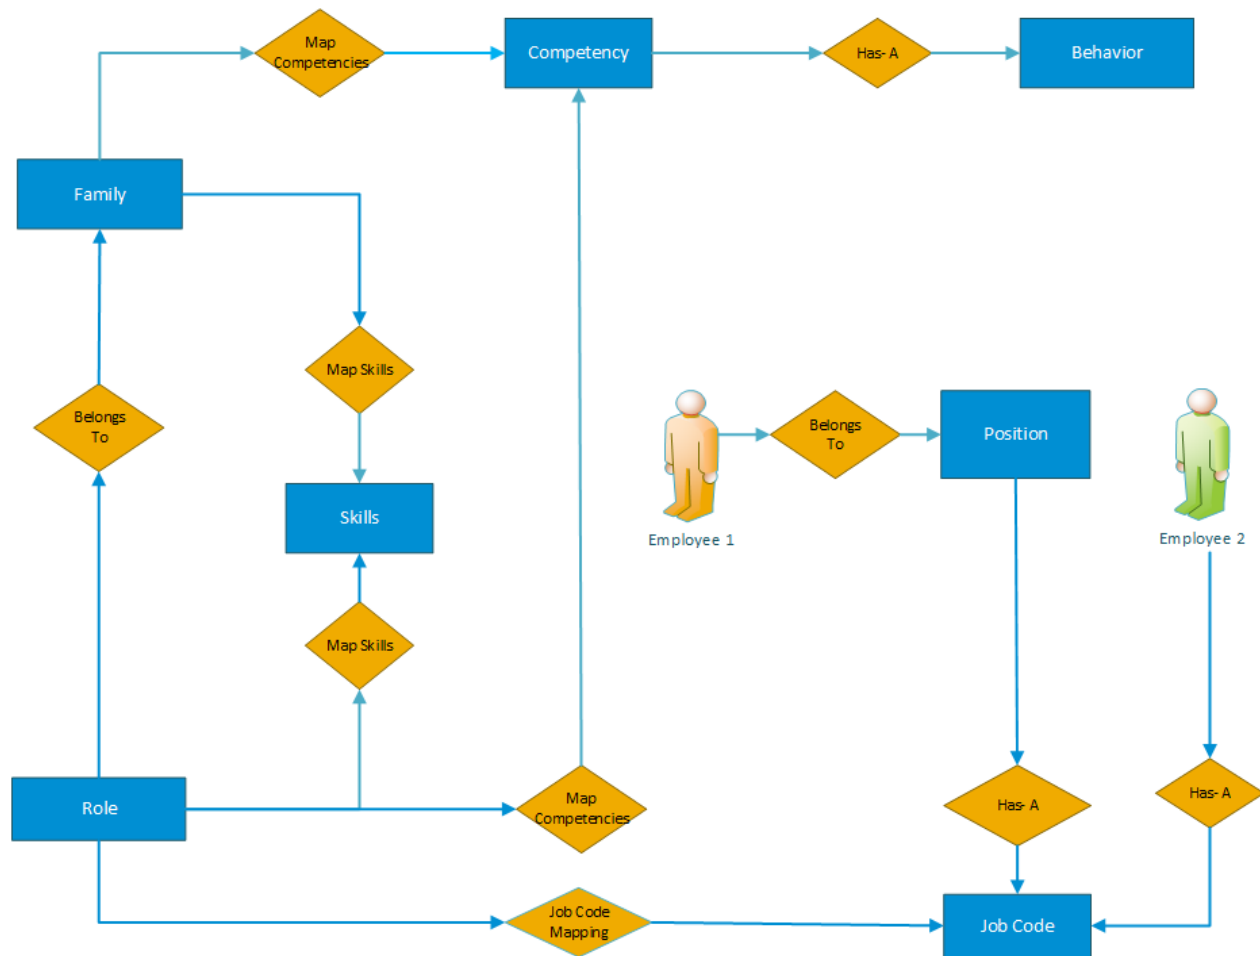 Map
Competencies
Competency
Has- A
Behavior
Family
Map Skills
Belongs
To
Belongs
To
Position
Skills
Employee 1
Employee 2
Map Skills
Role
Map
Competencies
Has- A
Has- A
Job Code
Mapping
Job Code